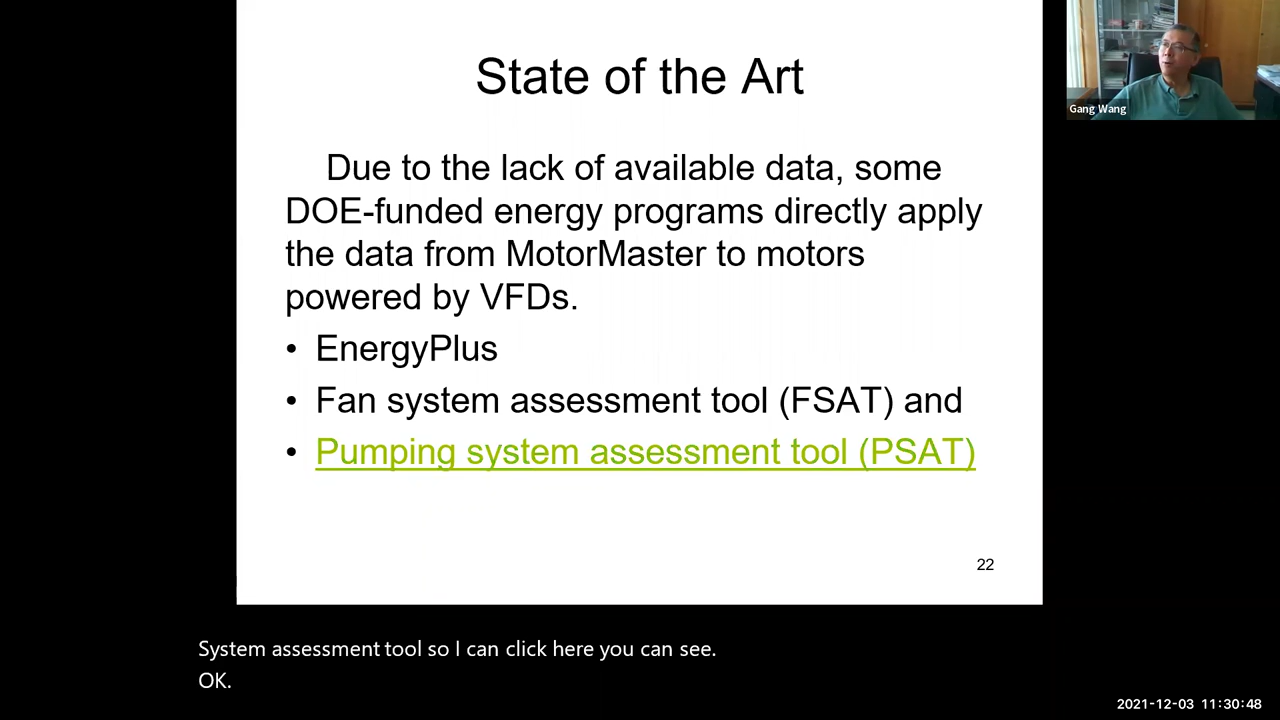 State of the Art
Due to the lack of available data, some
DOE-funded energy programs directly apply
the data from MotorMaster to motors
powered by VFDs.
• EnergyPlus
• Fan system assessment tool (FSAT) and
• Pumping system assessment tool (PSAT)
22
Gang Wang
System assessment tool so I can click here you can see.
OK.
2021-12-03 11:30:48